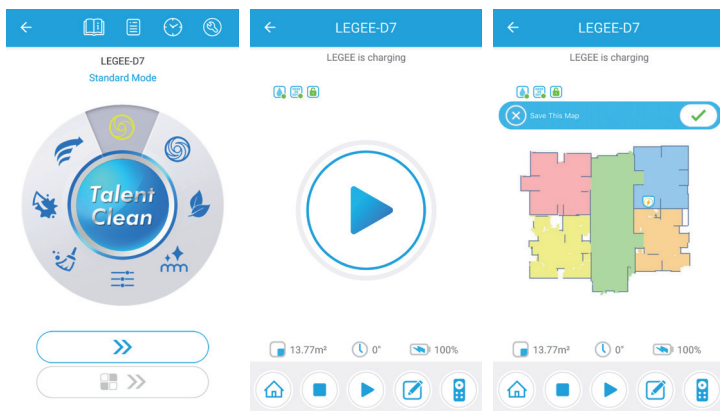 LEGEE-D7
Standard Mode
Talent
Clean
LEGEE-D7
LEGEE is charging
13.77m²
0"
100%
LEGEE-D7
LEGEE is charging
Save This Map
13.77m²
0"
100%